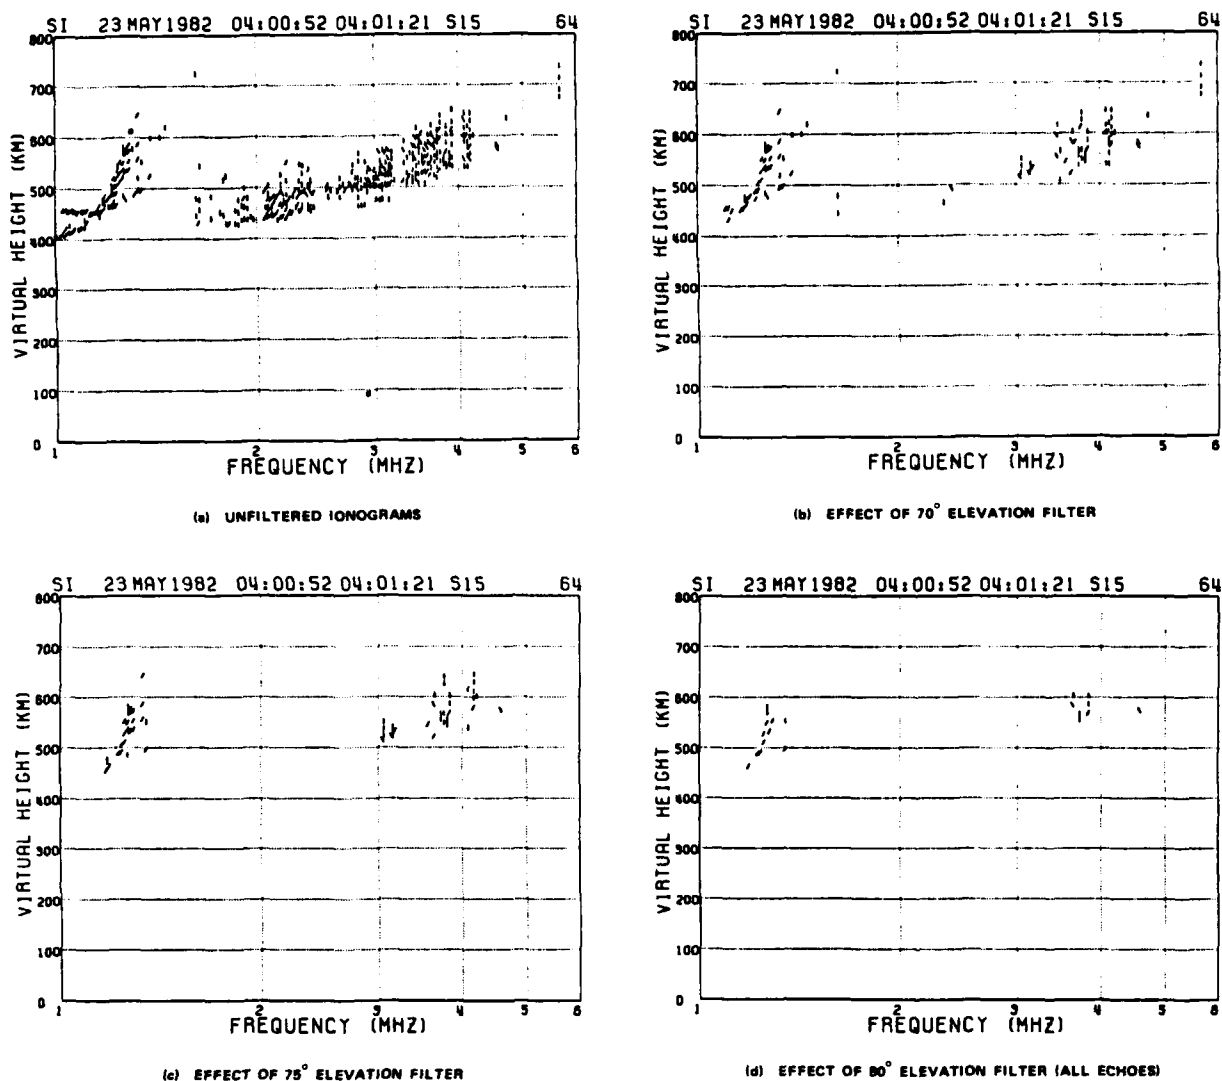 SI 23 MAY 1982 04:00:52 04:01:21 S15 64
800
700
600
500
400
300
200
100
0
VIRTUAL HEIGHT (KM)
1 2 3 4 5 6
FREQUENCY (MHZ)
(a) UNFILTERED IONOGRAMS
SI 23 MAY 1982 04:00:52 04:01:21 S15 64
800
700
600
500
400
300
200
100
0
VIRTUAL HEIGHT (KM)
1 2 3 4 5 6
FREQUENCY (MHZ)
(b) EFFECT OF 70° ELEVATION FILTER
SI 23 MAY 1982 04:00:52 04:01:21 S15 64
800
700
600
500
400
300
200
100
0
VIRTUAL HEIGHT (KM)
1 2 3 4 5 6
FREQUENCY (MHZ)
(c) EFFECT OF 75° ELEVATION FILTER
SI 23 MAY 1982 04:00:52 04:01:21 S15 64
800
700
600
500
400
300
200
100
0
VIRTUAL HEIGHT (KM)
1 2 3 4 5 6
FREQUENCY (MHZ)
(d) EFFECT OF 80° ELEVATION FILTER (ALL ECHOES)